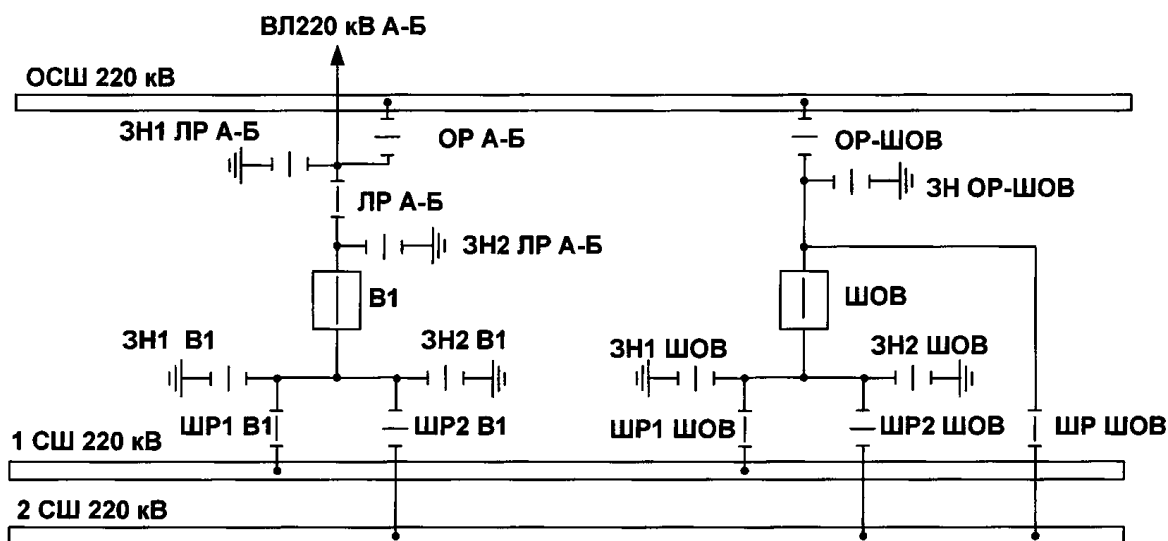 ВЛ220 кВ А-Б
ОСШ 220 кВ
ЗН1 ЛР А-Б
ОР А-Б
ОР-ШОВ
ЗН ОР-ШОВ
ЛР А-Б
ЗН2 ЛР А-Б
В1
ШОВ
ЗН1 В1
ЗН2 В1
ЗН1 ШОВ
ЗН2 ШОВ
ШР1 В1
ШР2 В1
ШР1 ШОВ
ШР2 ШОВ
ШР ШОВ
1 СШ 220 кВ
2 СШ 220 кВ